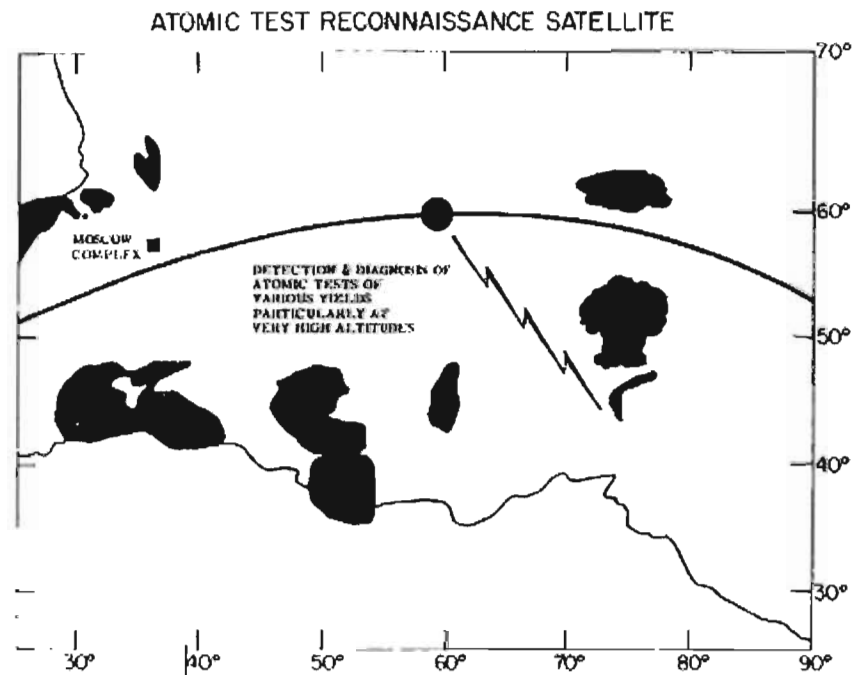 ATOMIC TEST RECONNAISSANCE SATELLITE
70°
60°
MOSCOW
COMPLEX
DETECTION & DIAGNOSIS OF
ATOMIC TESTS OF
VARIOUS YIELDS
PARTICULARLY AT
VERY HIGH ALTITUDES
50°
40°
30°
30° 40° 50° 60° 70° 80° 90°